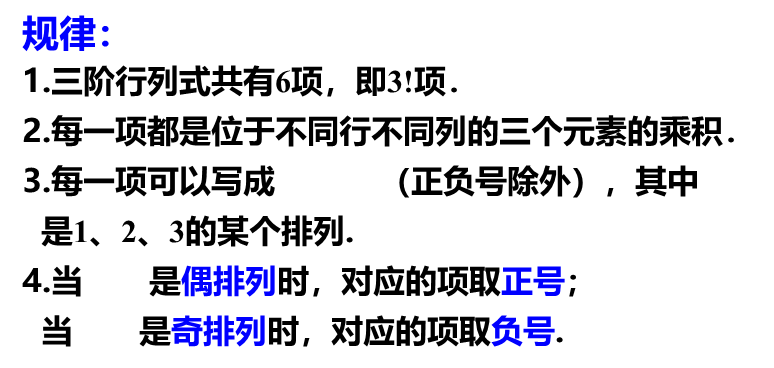 规律：
1.三阶行列式共有6项，即3!项.
2.每一项都是位于不同行不同列的三个元素的乘积.
3.每一项可以写成 （正负号除外），其中
是1、2、3的某个排列.
4.当 是偶排列时，对应的项取正号；
当 是奇排列时，对应的项取负号.